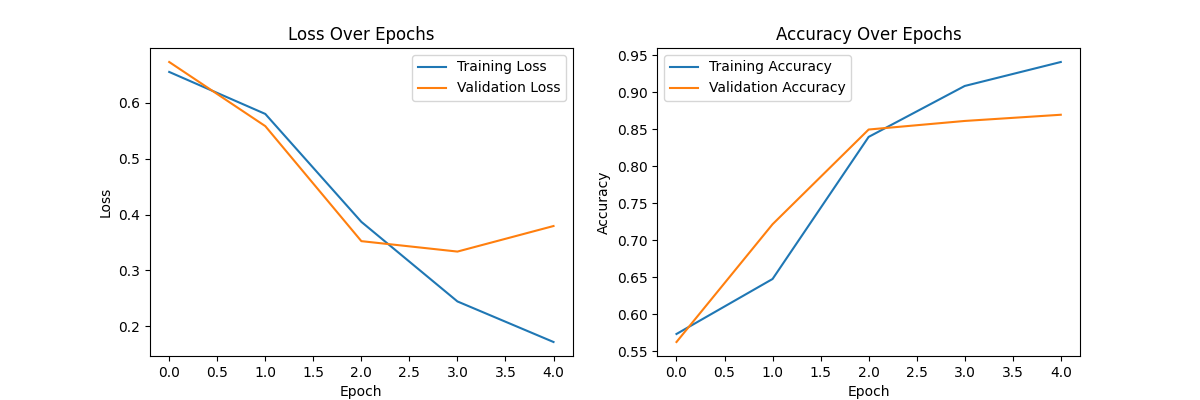 Loss Over Epochs
Training Loss
Validation Loss
0.6
0.5
0.4
0.3
0.2
Loss
0.0 0.5 1.0 1.5 2.0 2.5 3.0 3.5 4.0
Epoch
Accuracy Over Epochs
Training Accuracy
Validation Accuracy
0.95
0.90
0.85
0.80
0.75
0.70
0.65
0.60
0.55
Accuracy
0.0 0.5 1.0 1.5 2.0 2.5 3.0 3.5 4.0
Epoch